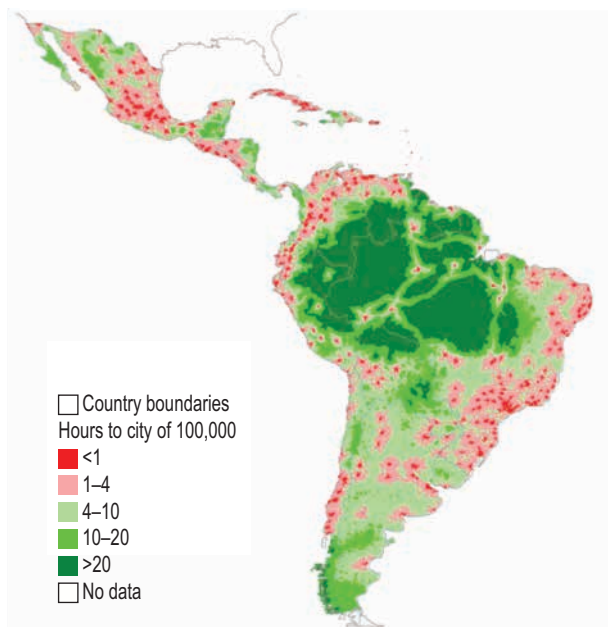 Country boundaries
Hours to city of 100,000
<1
1–4
4–10
10–20
>20
No data